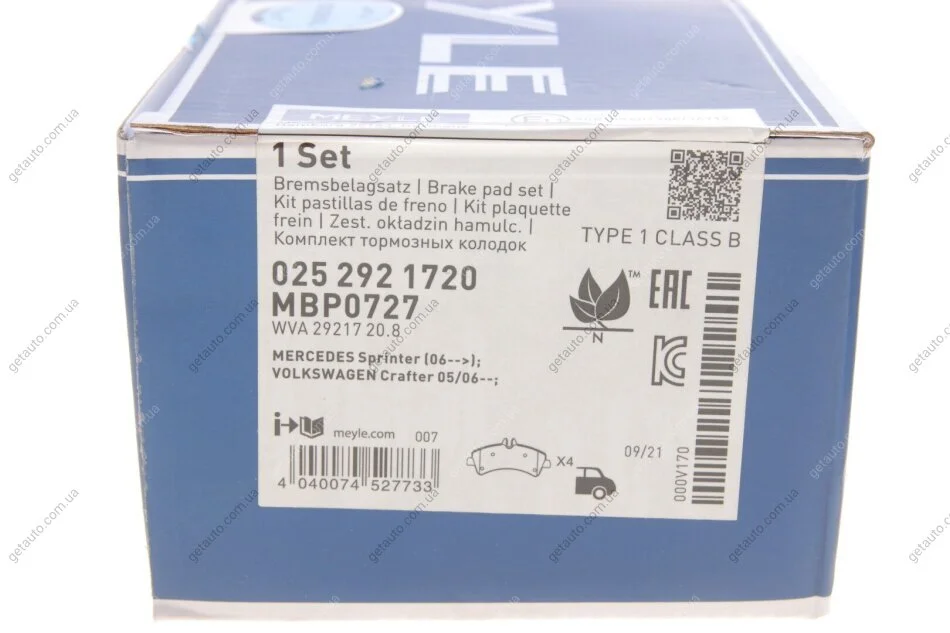 YLE
1 Set
Bremsbelagsatz | Brake pad set |
Kit pastillas de freno | Kit plaquette
frein | Zest. okładzin hamulc. |
Комплект тормозных колодок
TYPE 1 CLASS B
025 292 1720
MBP0727
WVA 29217 20.8
TM
N
EAC
MERCEDES Sprinter (06-->);
VOLKSWAGEN Crafter 05/06--;
meyle.com 007
4 040074 527733
X4
09/21
000V170
getauto.com.ua